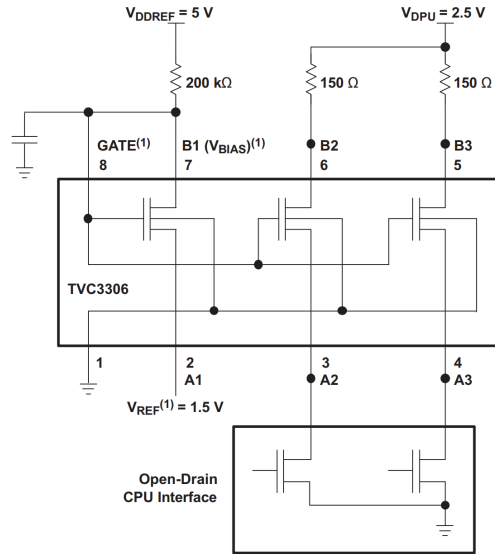 V_DDREF = 5 V
V_DPU = 2.5 V
200 kΩ
150 Ω
150 Ω
GATE(1)
B1 (V_BIAS)(1)
B2
B3
8
7
6
5
TVC3306
1
2
3
4
A1
A2
A3
V_REF(1) = 1.5 V
Open-Drain
CPU Interface